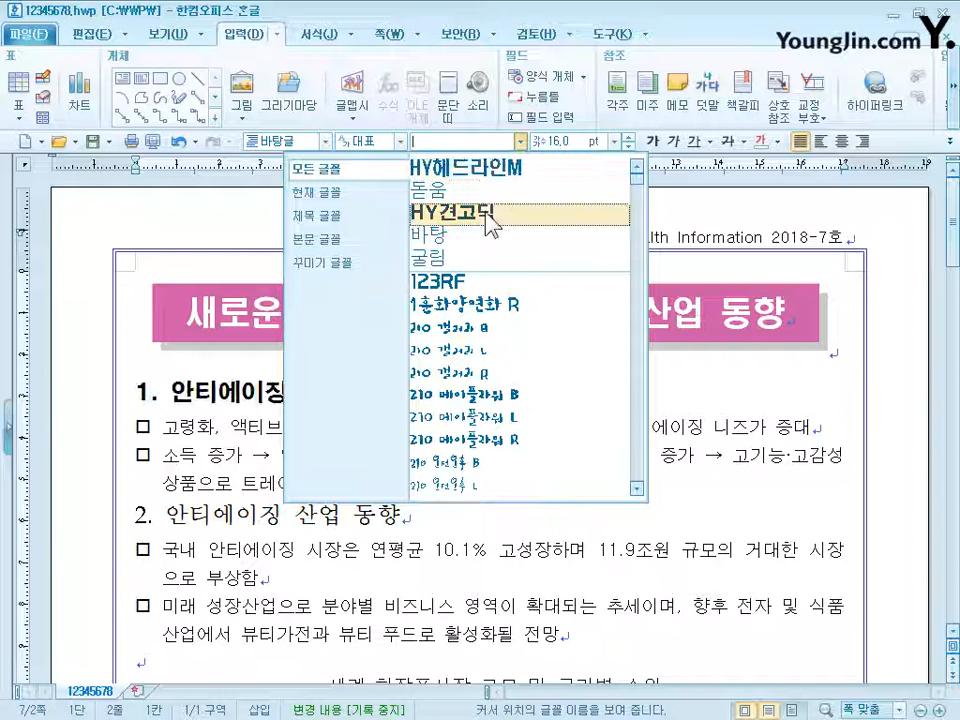 12345678.hwp [C:₩WPW] - 한컴오피스 한글
파일(F) 편집(E) 보기(U) 입력(D) 서식(J) 쪽(W) 보안(R) 검토(H) 도구(K)
YoungJin.com Y.
표 개체 필드 참조
표 차트 그림 그리기마당 글맵시 수식 OLE 개체 문단 띠 소리
양식 개체
누름틀
필드 입력
각주 미주 메모 덧말 책갈피 상호 참조 교정 부호 하이퍼링크
바탕글 대표 16.0 pt 가 가 가 가 가
모든 글꼴
현재 글꼴
제목 글꼴
본문 글꼴
꾸미기 글꼴
HY헤드라인M
돋움
HY견고딕
바탕
굴림
123RF
1훈화양연화 R
210 갤러리 B
210 갤러리 L
210 갤러리 R
210 메이플라워 B
210 메이플라워 L
210 메이플라워 R
lth Information 2018-7호
새로운
산업 동향
1. 안티에이징
□ 고령화, 액티브
에이징 니즈가 증대
□ 소득 증가 →
증가 → 고기능·고감성
상품으로 트레이
2. 안티에이징 산업 동향
□ 국내 안티에이징 시장은 연평균 10.1% 고성장하며 11.9조원 규모의 거대한 시장
으로 부상함
□ 미래 성장산업으로 분야별 비즈니스 영역이 확대되는 추세이며, 향후 전자 및 식품
산업에서 뷰티가전과 뷰티 푸드로 활성화될 전망
12345678
7/2쪽 1단 2줄 1칸 1/1 구역 삽입 변경 내용 [기록 중지] 커서 위치의 글꼴 이름을 보여 줍니다. 폭 맞춤